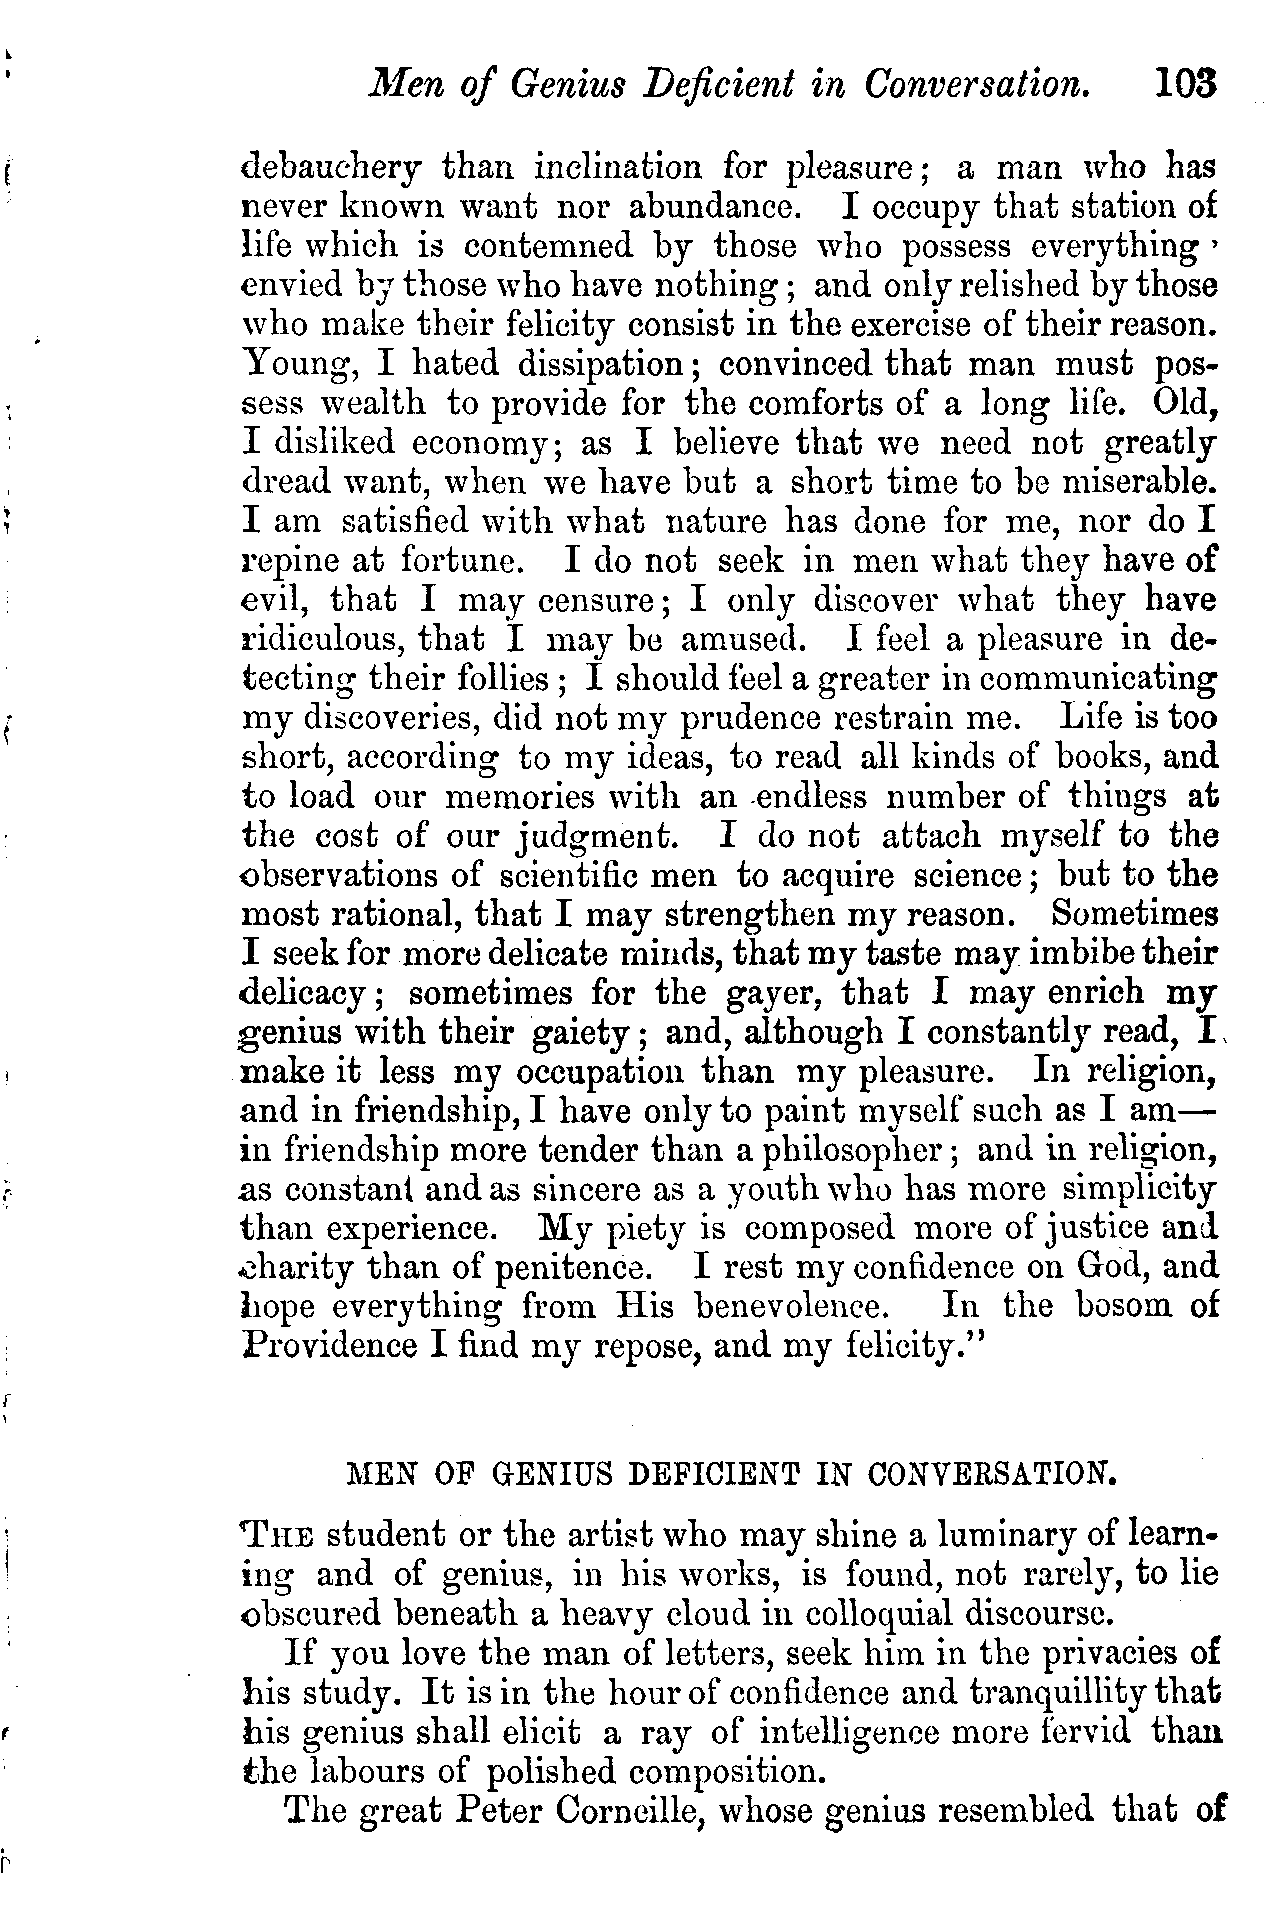 Men of Genius Deficient in Conversation. 103
debauchery than inclination for pleasure; a man who has
never known want nor abundance. I occupy that station of
life which is contemned by those who possess everything '
envied by those who have nothing; and only relished by those
who make their felicity consist in the exercise of their reason.
Young, I hated dissipation; convinced that man must pos-
sess wealth to provide for the comforts of a long life. Old,
I disliked economy; as I believe that we need not greatly
dread want, when we have but a short time to be miserable.
I am satisfied with what nature has done for me, nor do I
repine at fortune. I do not seek in men what they have of
evil, that I may censure; I only discover what they have
ridiculous, that I may be amused. I feel a pleasure in de-
tecting their follies; I should feel a greater in communicating
my discoveries, did not my prudence restrain me. Life is too
short, according to my ideas, to read all kinds of books, and
to load our memories with an endless number of things at
the cost of our judgment. I do not attach myself to the
observations of scientific men to acquire science; but to the
most rational, that I may strengthen my reason. Sometimes
I seek for more delicate minds, that my taste may imbibe their
delicacy; sometimes for the gayer, that I may enrich my
genius with their gaiety; and, although I constantly read, I
make it less my occupation than my pleasure. In religion,
and in friendship, I have only to paint myself such as I am—
in friendship more tender than a philosopher; and in religion,
as constant and as sincere as a youth who has more simplicity
than experience. My piety is composed more of justice and
charity than of penitence. I rest my confidence on God, and
hope everything from His benevolence. In the bosom of
Providence I find my repose, and my felicity."
MEN OF GENIUS DEFICIENT IN CONVERSATION.
THE student or the artist who may shine a luminary of learn-
ing and of genius, in his works, is found, not rarely, to lie
obscured beneath a heavy cloud in colloquial discourse.
If you love the man of letters, seek him in the privacies of
his study. It is in the hour of confidence and tranquillity that
his genius shall elicit a ray of intelligence more fervid than
the labours of polished composition.
The great Peter Corneille, whose genius resembled that of